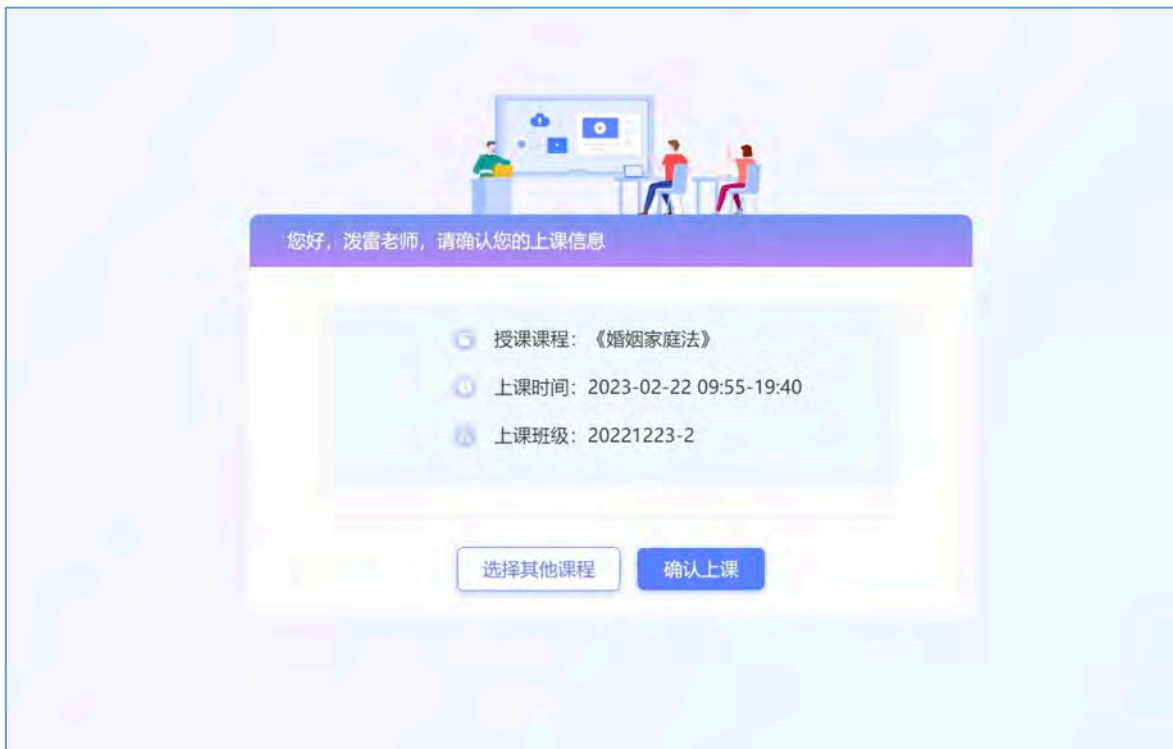 您好，泼雷老师，请确认您的上课信息
授课课程：《婚姻家庭法》
上课时间：2023-02-22 09:55-19:40
上课班级：20221223-2
选择其他课程
确认上课